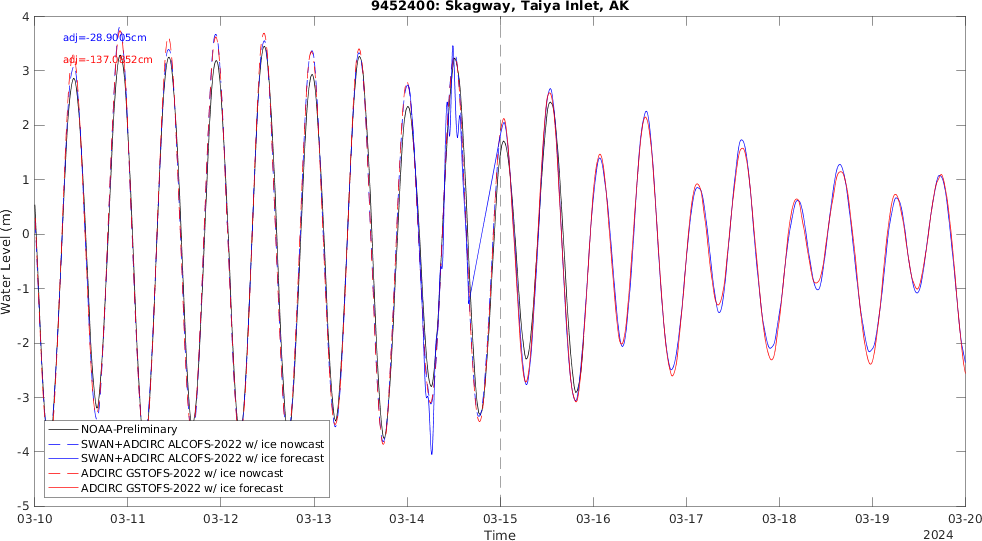 9452400: Skagway, Taiya Inlet, AK
adj=-28.9005cm
adj=-137.0852cm
4
3
2
1
0
-1
-2
-3
-4
-5
Water Level (m)
NOAA-Preliminary
SWAN+ADCIRC ALCOFS-2022 w/ ice nowcast
SWAN+ADCIRC ALCOFS-2022 w/ ice forecast
ADCIRC GSTOFS-2022 w/ ice nowcast
ADCIRC GSTOFS-2022 w/ ice forecast
03-10 03-11 03-12 03-13 03-14 03-15 03-16 03-17 03-18 03-19 03-20
Time
2024